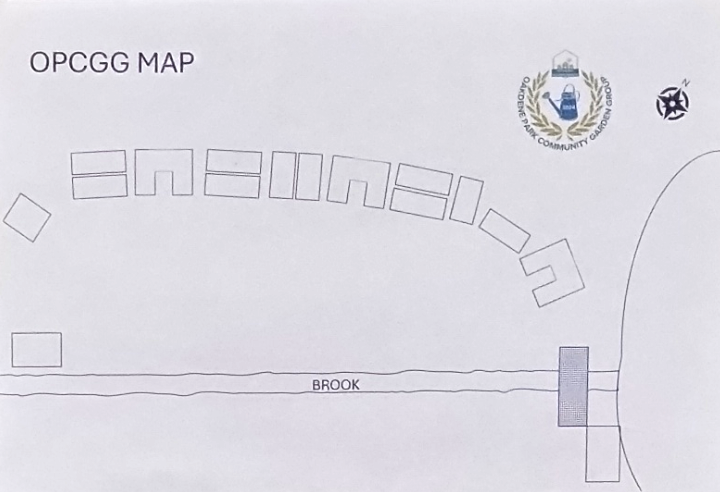 OPCGG MAP
OAKDENE PARK COMMUNITY GARDEN GROUP
2024
N
BROOK